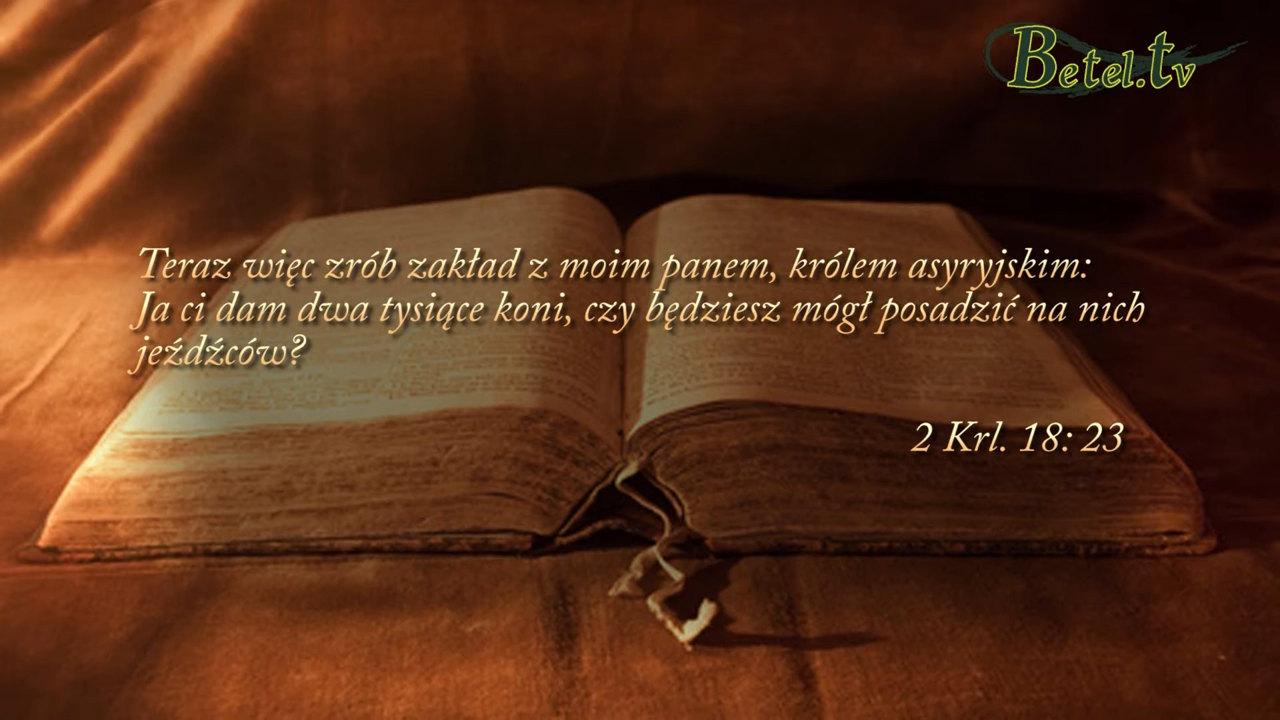 Betel.tv
Teraz więc zrób zakład z moim panem, królem asyryjskim:
Ja ci dam dwa tysiące koni, czy będziesz mógł posadzić na nich
jeźdźców?
2 Krl. 18: 23